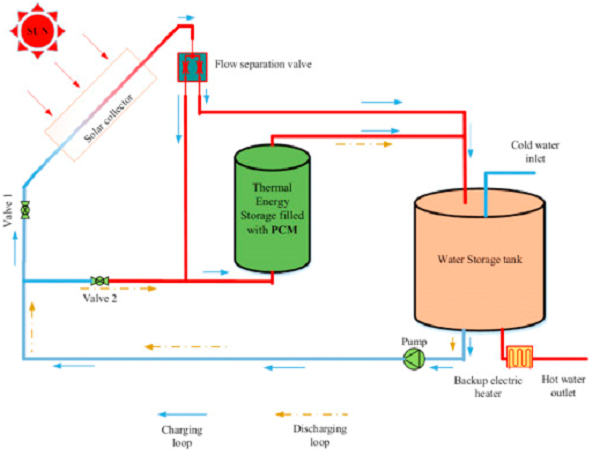 SUN
Solar collector
Flow separation valve
Cold water
inlet
Thermal
Energy
Storage filled
with PCM
Valve 1
Water Storage tank
Valve 2
Pump
Backup electric
heater
Hot water
outlet
Charging
loop
Discharging
loop